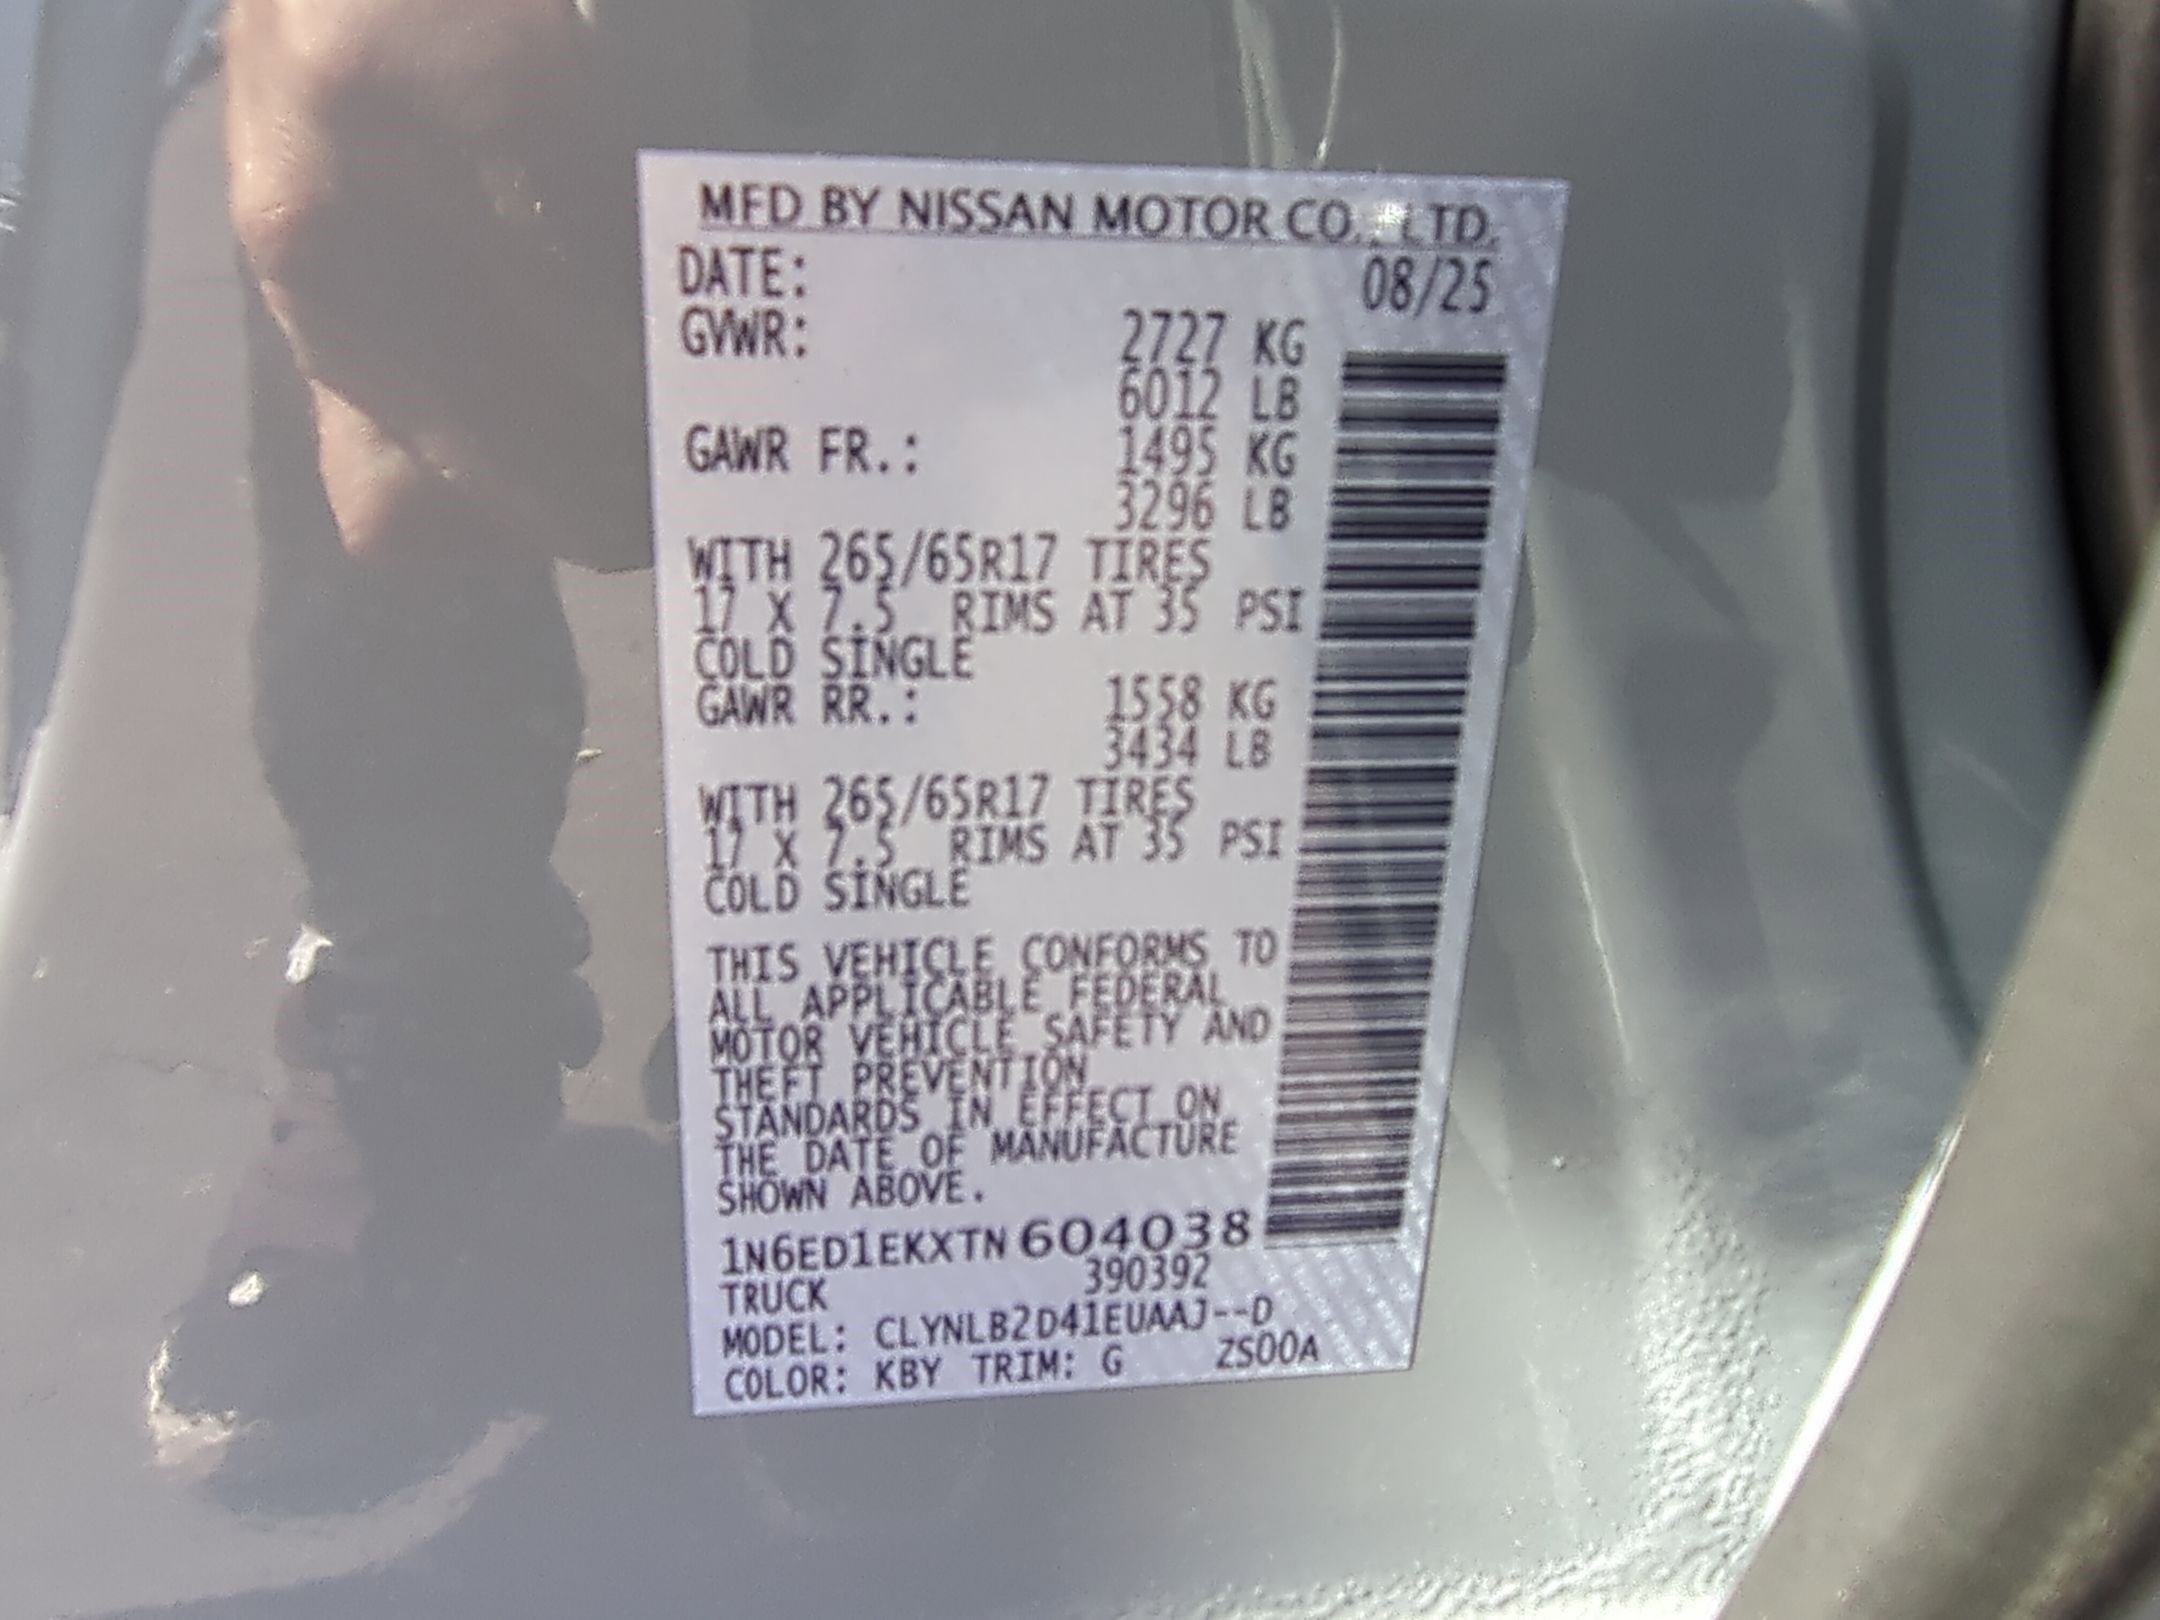 MFD BY NISSAN MOTOR CO., LTD.
DATE: 08/25
GVWR: 2727 KG
6012 LB
GAWR FR.: 1495 KG
3296 LB
WITH 265/65R17 TIRES
17 X 7.5 RIMS AT 35 PSI
COLD SINGLE
GAWR RR.: 1558 KG
3434 LB
WITH 265/65R17 TIRES
17 X 7.5 RIMS AT 35 PSI
COLD SINGLE
THIS VEHICLE CONFORMS TO
ALL APPLICABLE FEDERAL
MOTOR VEHICLE SAFETY AND
THEFT PREVENTION
STANDARDS IN EFFECT ON
THE DATE OF MANUFACTURE
SHOWN ABOVE.
1N6ED1EKXTN604038
TRUCK 390392
MODEL: CLYNLB2D41EUAAJ--D
COLOR: KBY TRIM: G ZS00A